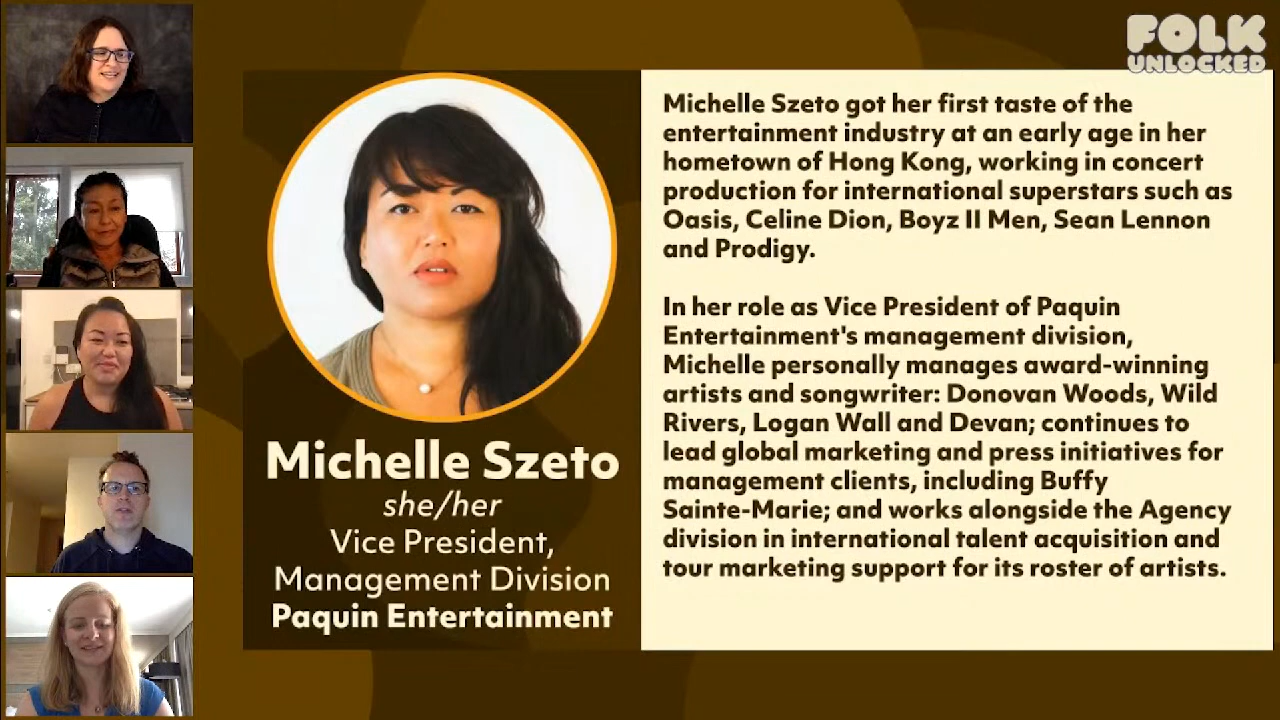 FOLK
UNLOCKED
Michelle Szeto got her first taste of the
entertainment industry at an early age in her
hometown of Hong Kong, working in concert
production for international superstars such as
Oasis, Celine Dion, Boyz II Men, Sean Lennon
and Prodigy.
In her role as Vice President of Paquin
Entertainment's management division,
Michelle personally manages award-winning
artists and songwriter: Donovan Woods, Wild
Rivers, Logan Wall and Devan; continues to
lead global marketing and press initiatives for
management clients, including Buffy
Sainte-Marie; and works alongside the Agency
division in international talent acquisition and
tour marketing support for its roster of artists.
Michelle Szeto
she/her
Vice President,
Management Division
Paquin Entertainment